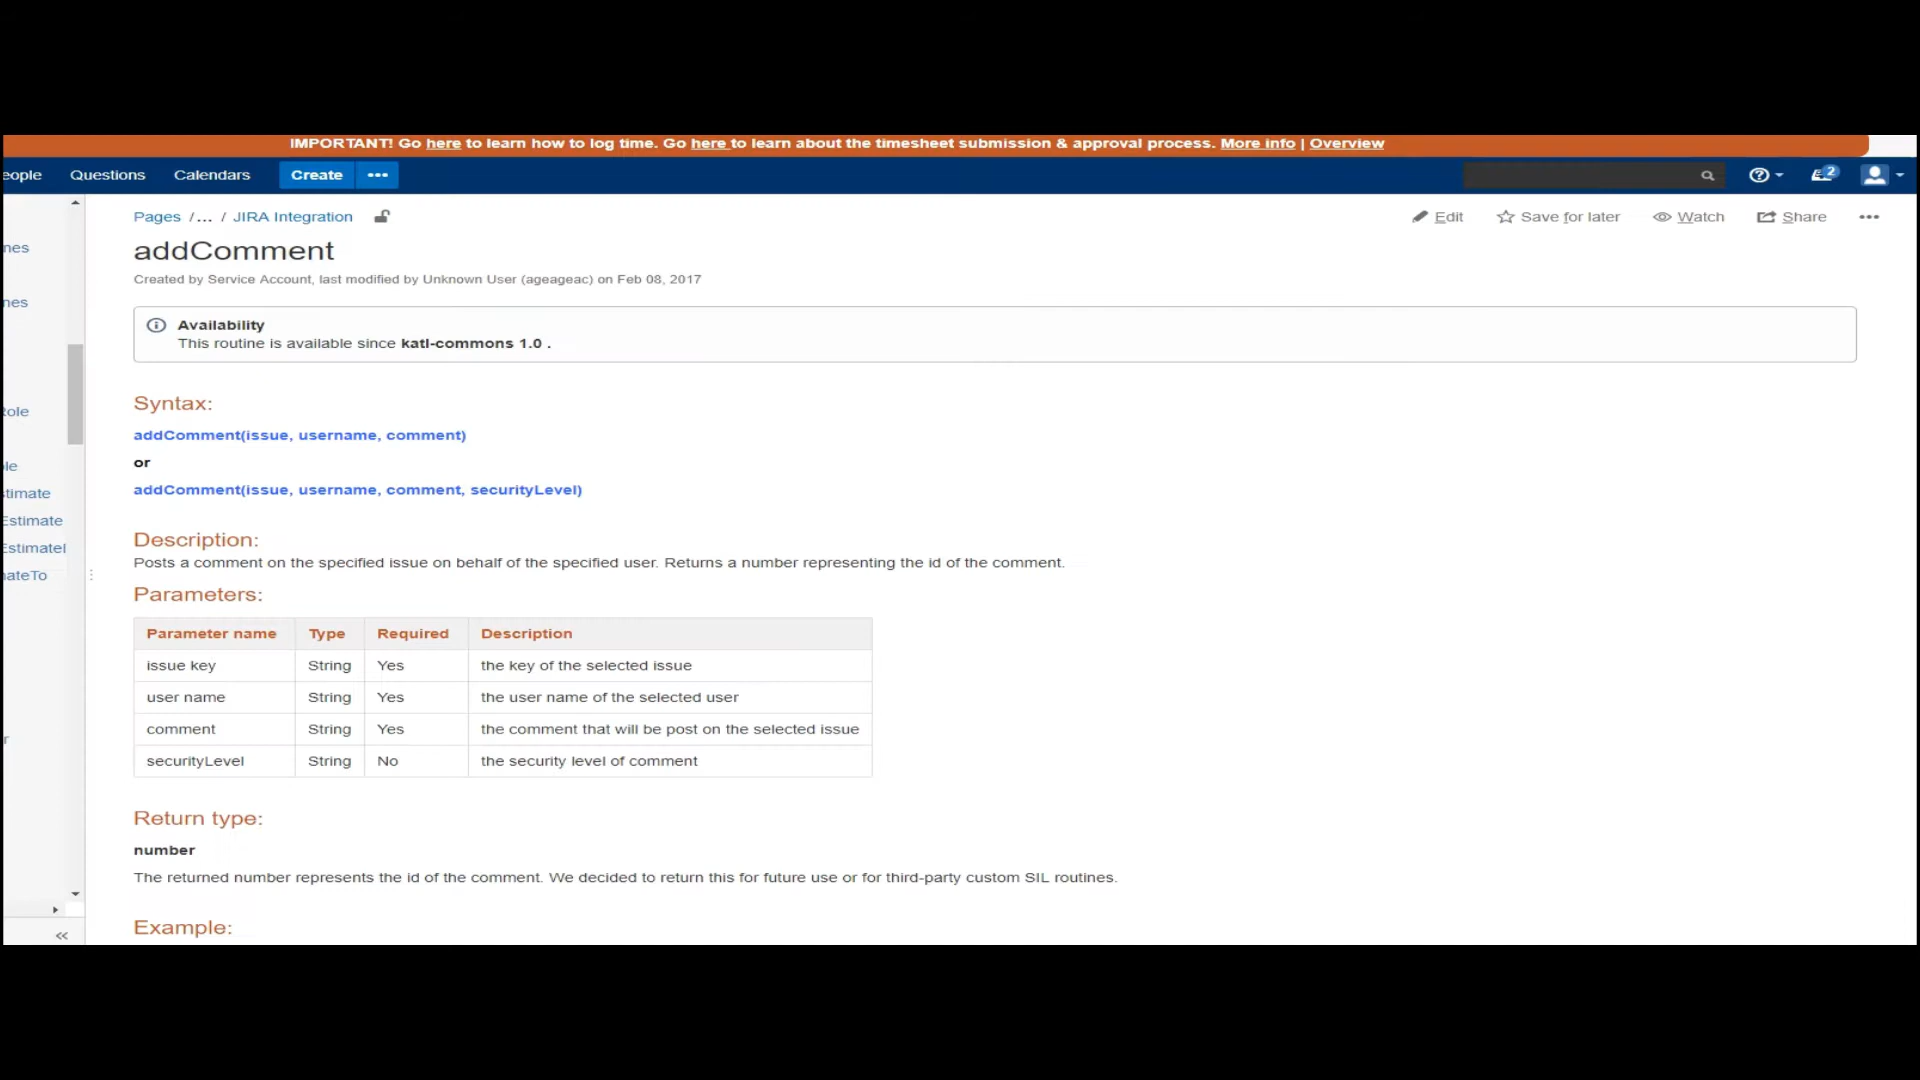 IMPORTANT! Go here to learn how to log time. Go here to learn about the timesheet submission & approval process. More info | Overview
eople Questions Calendars Create ••• 2
Pages /... / JIRA Integration Edit Save for later Watch Share •••
nes
addComment
Created by Service Account, last modified by Unknown User (ageageac) on Feb 08, 2017
nes
Availability
This routine is available since katl-commons 1.0 .
Syntax:
Role
addComment(issue, username, comment)
or
le
addComment(issue, username, comment, securityLevel)
stimate
Estimate
Description:
EstimateI
Posts a comment on the specified issue on behalf of the specified user. Returns a number representing the id of the comment.
nateTo
Parameters:
Parameter name Type Required Description
issue key String Yes the key of the selected issue
user name String Yes the user name of the selected user
comment String Yes the comment that will be post on the selected issue
r
securityLevel String No the security level of comment
Return type:
number
The returned number represents the id of the comment. We decided to return this for future use or for third-party custom SIL routines.
Example: